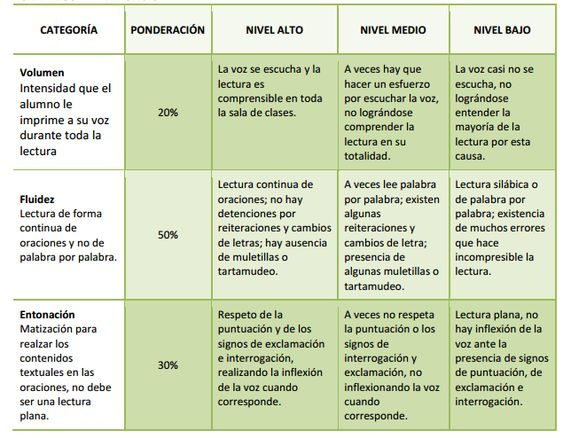 CATEGORÍA
PONDERACIÓN
NIVEL ALTO
NIVEL MEDIO
NIVEL BAJO
Volumen
Intensidad que el
alumno le
imprime a su voz
durante toda la
lectura
20%
La voz se escucha y la
lectura es
comprensible en toda
la sala de clases.
A veces hay que
hacer un esfuerzo
por escuchar la voz,
no lográndose
comprender la
lectura en su
totalidad.
La voz casi no se
escucha, no
lográndose
entender la
mayoría de la
lectura por esta
causa.
Fluidez
Lectura de forma
continua de
oraciones y no de
palabra por palabra.
50%
Lectura continua de
oraciones; no hay
detenciones por
reiteraciones y cambios
de letras; hay ausencia
de muletillas o
tartamudeo.
A veces lee palabra
por palabra; existen
algunas
reiteraciones y
cambios de letra;
presencia de
algunas muletillas o
tartamudeo.
Lectura silábica o
de palabra por
palabra; existencia
de muchos errores
que hace
incompresible la
lectura.
Entonación
Matización para
realzar los
contenidos
textuales en las
oraciones, no debe
ser una lectura
plana.
30%
Respeto de la
puntuación y de los
signos de exclamación
e interrogación,
realizando la inflexión
de la voz cuando
corresponde.
A veces no respeta
la puntuación o los
signos de
interrogación y
exclamación, no
inflexionando la voz
cuando
corresponde.
Lectura plana, no
hay inflexión de la
voz ante la
presencia de signos
de puntuación, de
exclamación e
interrogación.